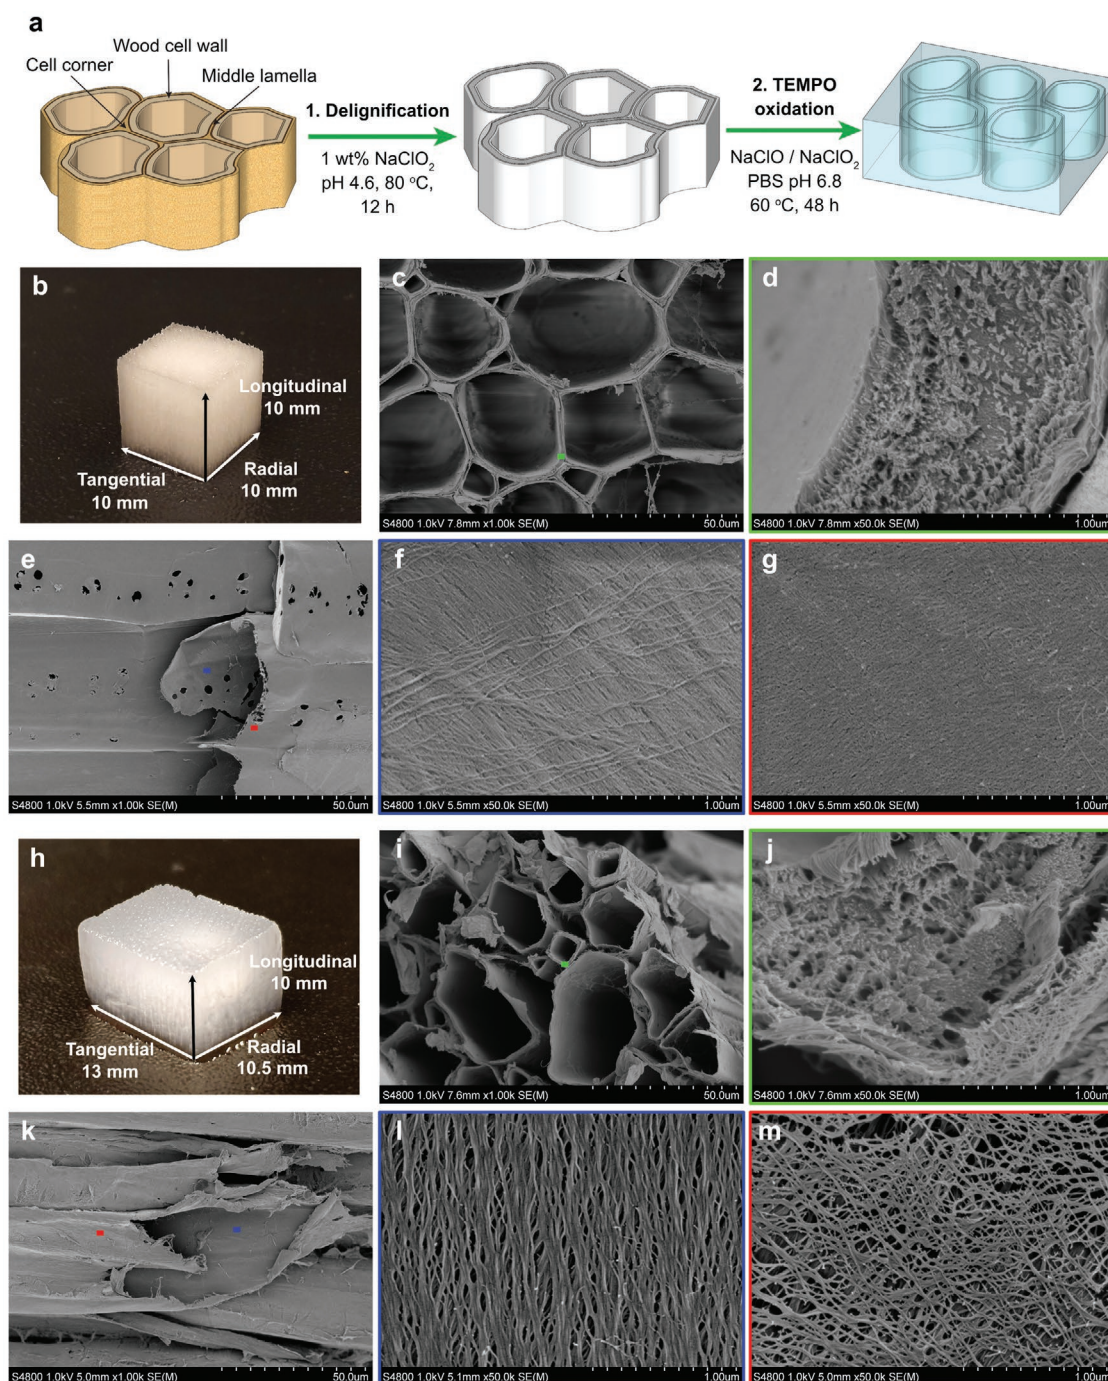 a
Wood cell wall
Cell corner
Middle lamella
1. Delignification
1 wt% NaClO₂
pH 4.6, 80 °C,
12 h
2. TEMPO
oxidation
NaClO / NaClO₂
PBS pH 6.8
60 °C, 48 h
b
Longitudinal
10 mm
Tangential
10 mm
Radial
10 mm
c
S4800 1.0kV 7.8mm x1.00k SE(M)
50.0um
d
S4800 1.0kV 7.8mm x50.0k SE(M)
1.00um
e
S4800 1.0kV 5.5mm x1.00k SE(M)
50.0um
f
S4800 1.0kV 5.5mm x50.0k SE(M)
1.00um
g
S4800 1.0kV 5.5mm x50.0k SE(M)
1.00um
h
Longitudinal
10 mm
Tangential
13 mm
Radial
10.5 mm
i
S4800 1.0kV 7.6mm x1.00k SE(M)
50.0um
j
S4800 1.0kV 7.6mm x50.0k SE(M)
1.00um
k
S4800 1.0kV 5.0mm x1.00k SE(M)
50.0um
l
S4800 1.0kV 5.1mm x50.0k SE(M)
1.00um
m
S4800 1.0kV 5.0mm x50.0k SE(M)
1.00um